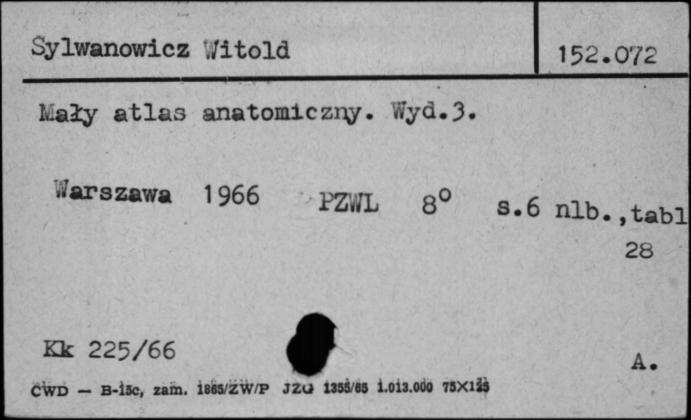 Sylwanowicz Witold
152.072
Mały atlas anatomiczny. Wyd.3.
Warszawa 1966 PZWL 8° s.6 nlb.,tabl
28
Kk 225/66
A.
CWD — B-15c, zam. 1865/ZW/P JZG 1355/65 1.013.000 75X125